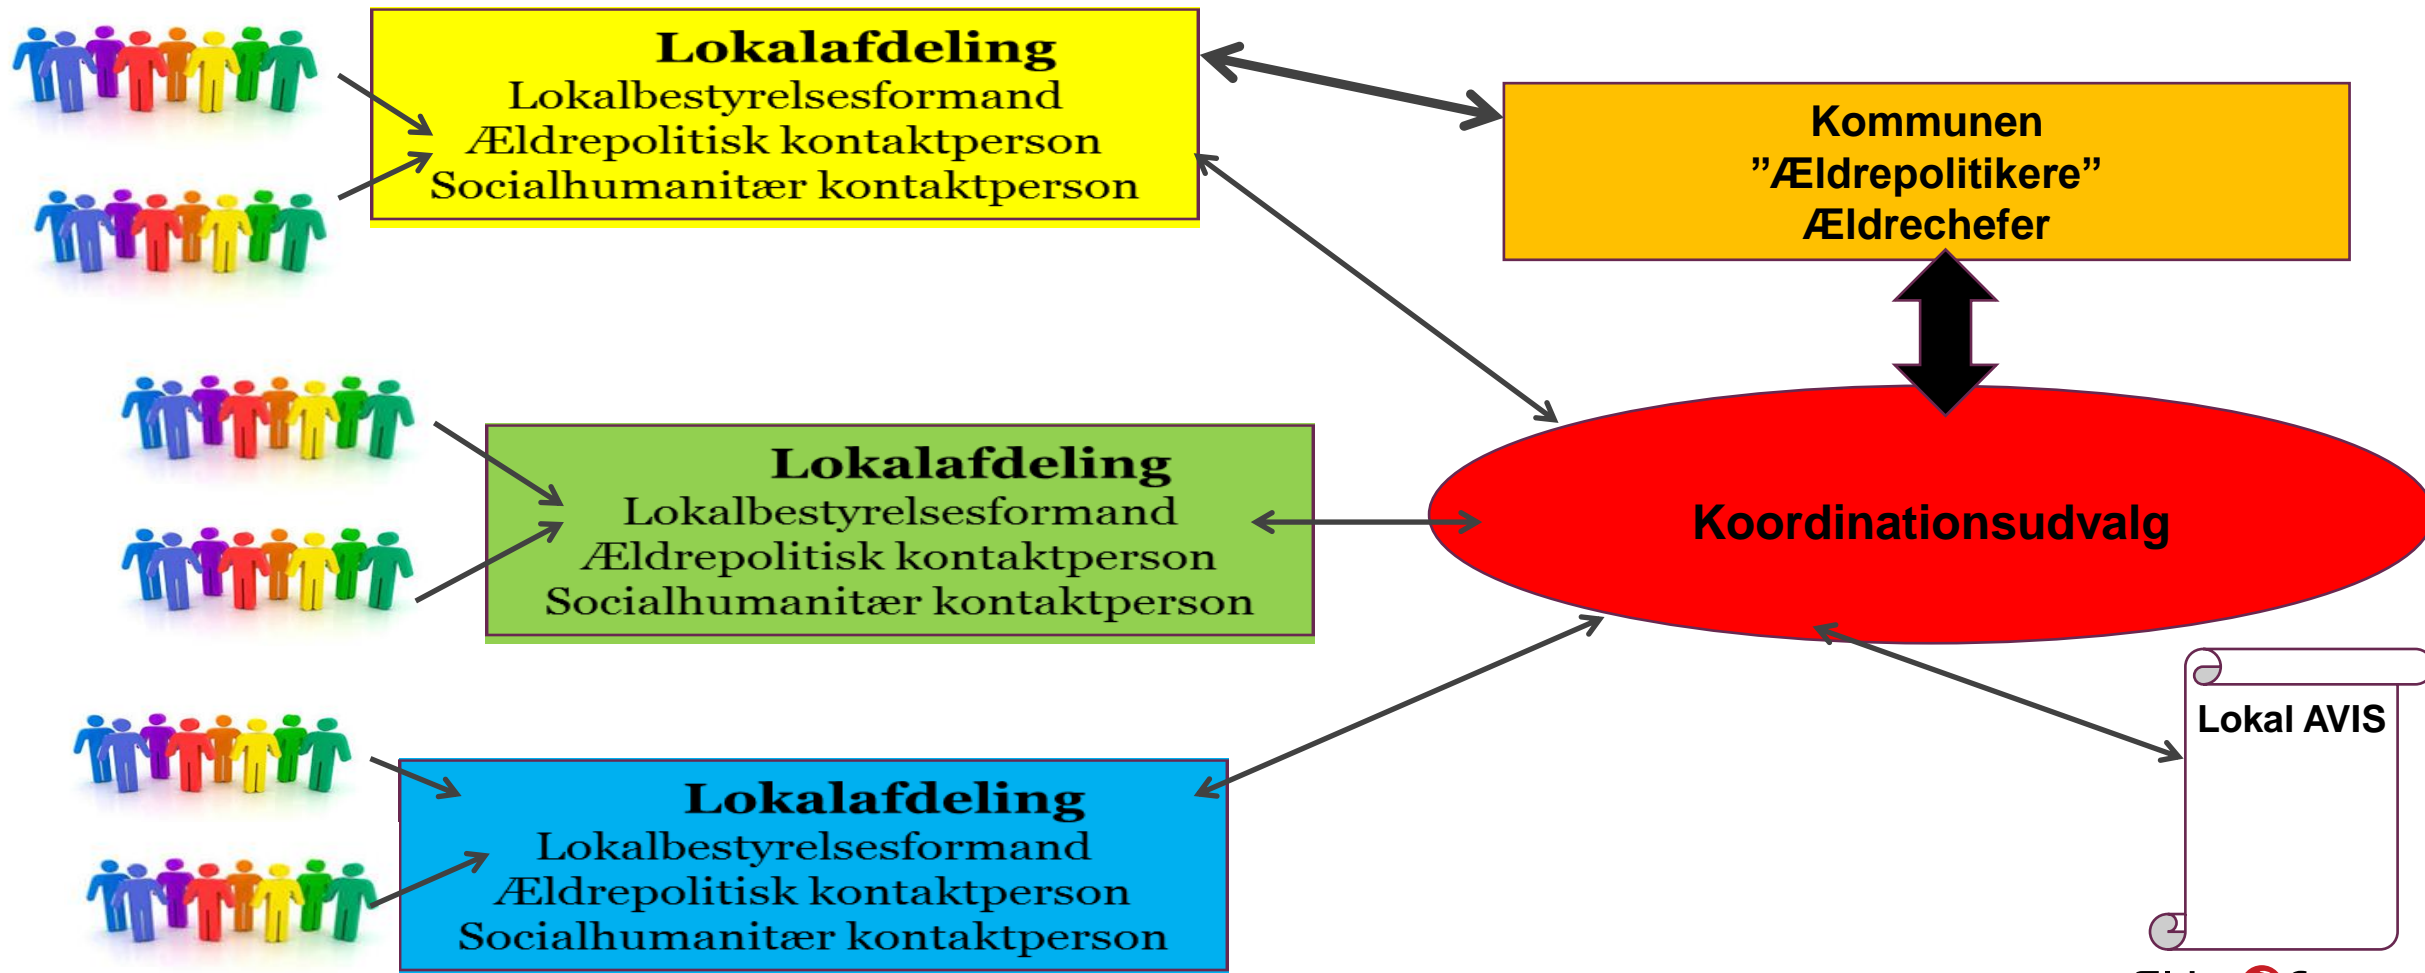 Lokalafdeling
Lokalbestyrelsesformand
Ældrepolitisk kontaktperson
Socialhumanitær kontaktperson
Kommunen
”Ældrepolitikere”
Ældrechefer
Lokalafdeling
Lokalbestyrelsesformand
Ældrepolitisk kontaktperson
Socialhumanitær kontaktperson
Koordinationsudvalg
Lokal AVIS
Lokalafdeling
Lokalbestyrelsesformand
Ældrepolitisk kontaktperson
Socialhumanitær kontaktperson